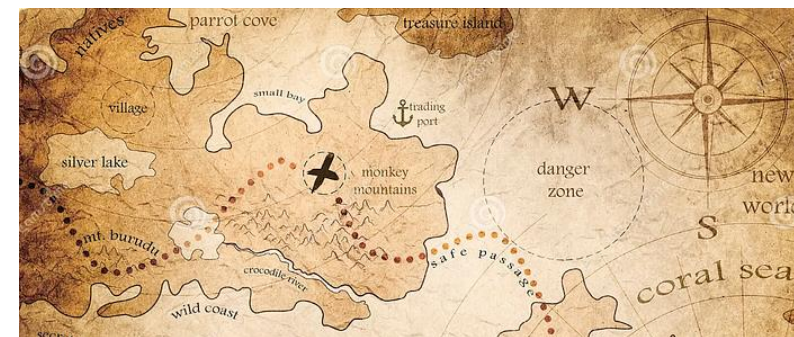 natives
parrot cove
treasure island
small bay
village
trading
port
W
silver lake
monkey
mountains
danger
zone
new
S
mt. burudu
safe passage
coral sea
crocodile river
wild coast